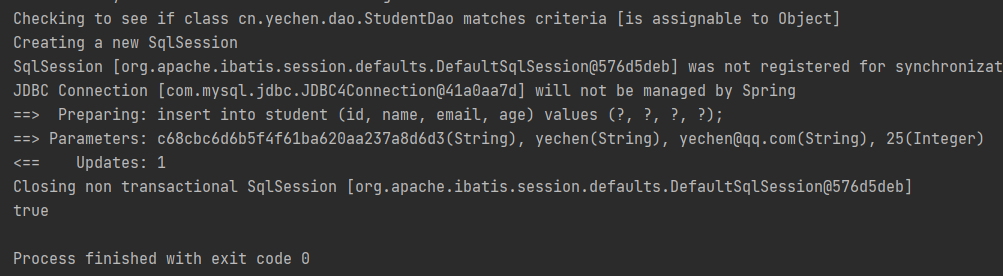 Checking to see if class cn.yechen.dao.StudentDao matches criteria [is assignable to Object]
Creating a new SqlSession
SqlSession [org.apache.ibatis.session.defaults.DefaultSqlSession@576d5deb] was not registered for synchronizat
JDBC Connection [com.mysql.jdbc.JDBC4Connection@41a0aa7d] will not be managed by Spring
==>  Preparing: insert into student (id, name, email, age) values (?, ?, ?, ?);
==> Parameters: c68cbc6d6b5f4f61ba620aa237a8d6d3(String), yechen(String), yechen@qq.com(String), 25(Integer)
<==    Updates: 1
Closing non transactional SqlSession [org.apache.ibatis.session.defaults.DefaultSqlSession@576d5deb]
true
Process finished with exit code 0